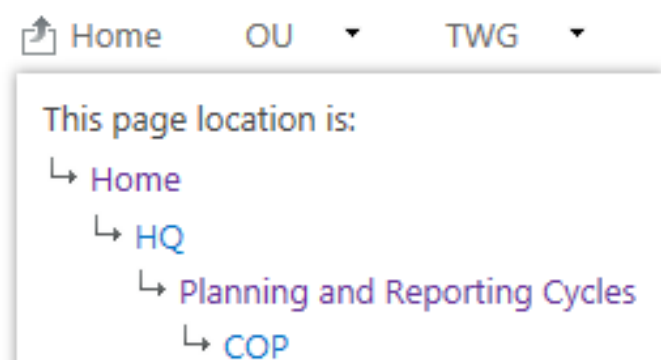 Home OU TWG
This page location is:
Home
HQ
Planning and Reporting Cycles
COP